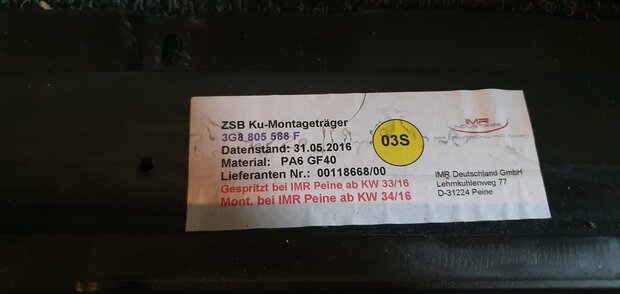 ZSB Ku-Montageträger
3G8 805 588 F
Datenstand: 31.05.2016
Material: PA6 GF40
Lieferanten Nr.: 00118668/00
Gespritzt bei IMR Peine ab KW 33/16
Mont. bei IMR Peine ab KW 34/16
03S
IMR
INDUSTRIES
IMR Deutschland GmbH
Lehmkuhlenweg 77
D-31224 Peine